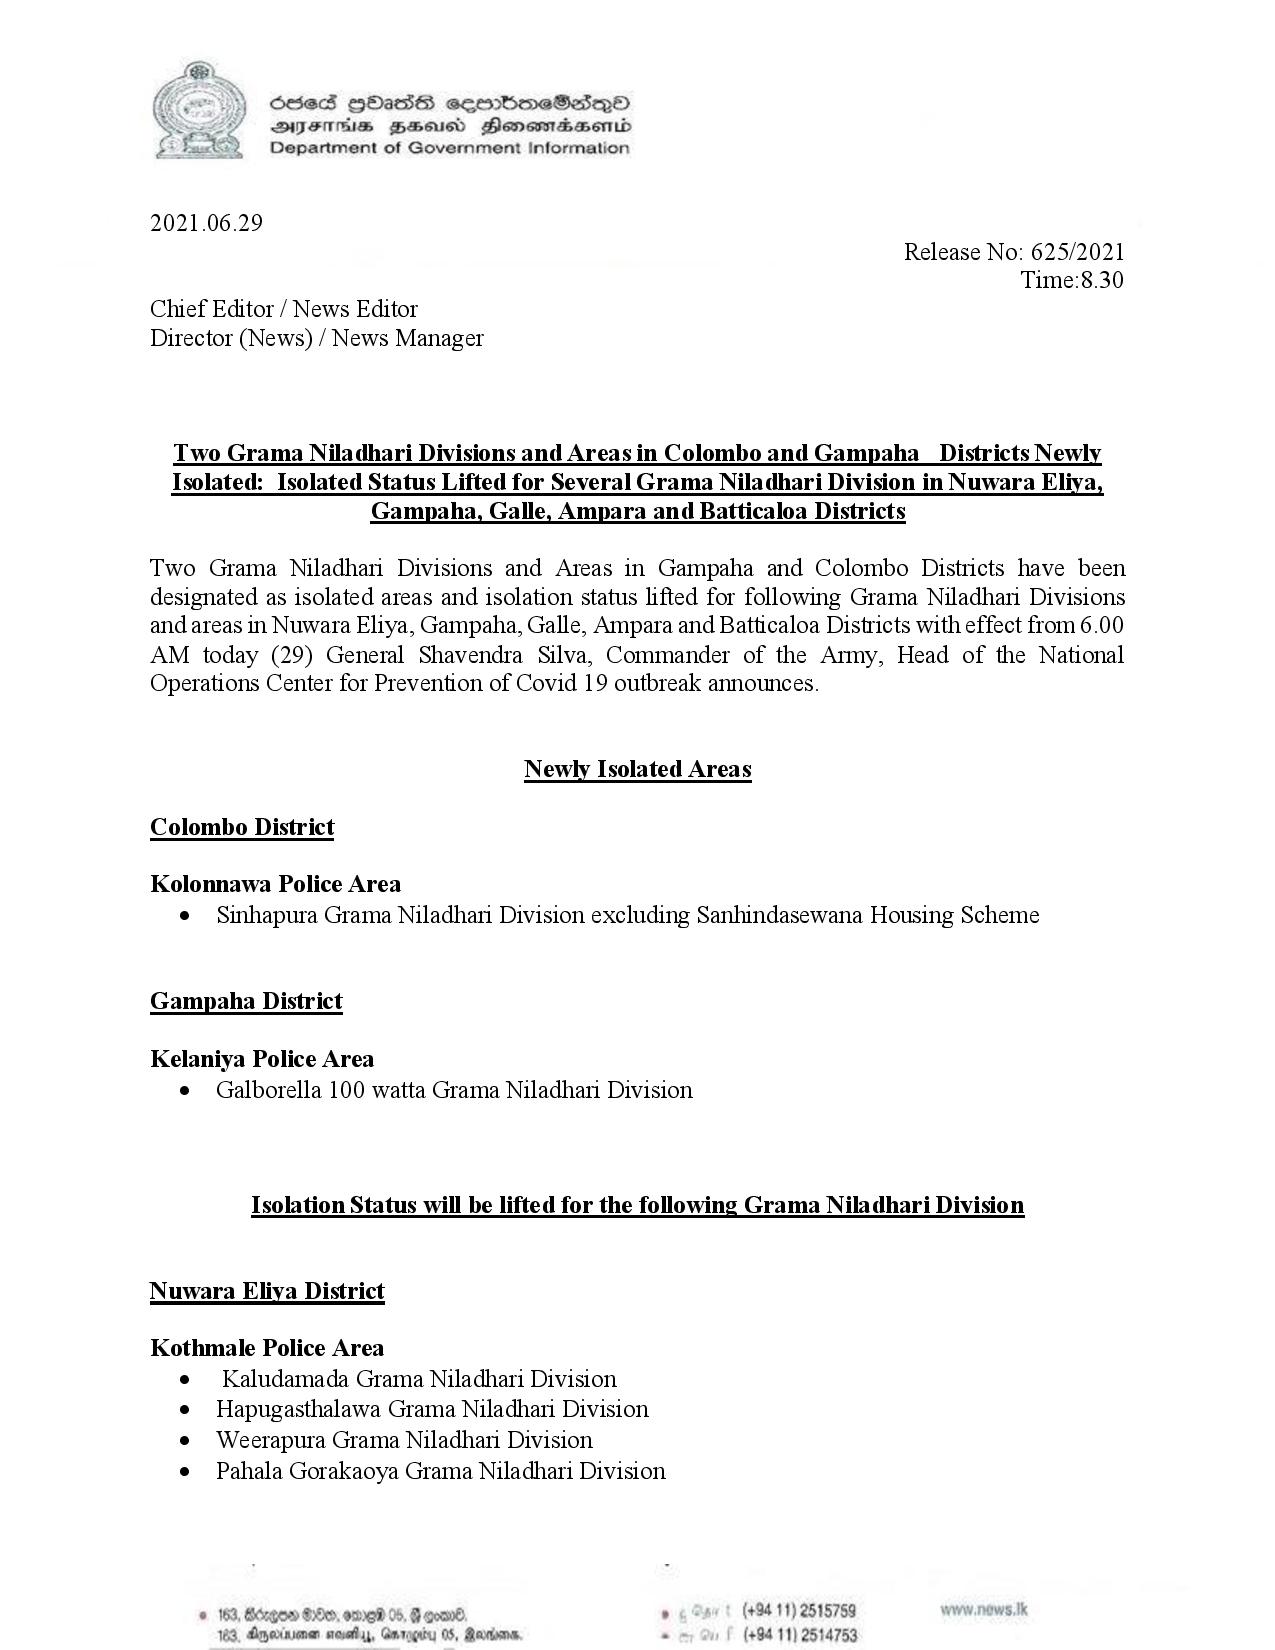 රජයේ ප්‍රවෘත්ති දෙපාර්තමේන්තුව
அரசாங்க தகவல் திணைக்களம்
Department of Government Information
2021.06.29
Release No: 625/2021
Time:8.30
Chief Editor / News Editor
Director (News) / News Manager
Two Grama Niladhari Divisions and Areas in Colombo and Gampaha Districts Newly
Isolated: Isolated Status Lifted for Several Grama Niladhari Division in Nuwara Eliya,
Gampaha, Galle, Ampara and Batticaloa Districts
Two Grama Niladhari Divisions and Areas in Gampaha and Colombo Districts have been
designated as isolated areas and isolation status lifted for following Grama Niladhari Divisions
and areas in Nuwara Eliya, Gampaha, Galle, Ampara and Batticaloa Districts with effect from 6.00
AM today (29) General Shavendra Silva, Commander of the Army, Head of the National
Operations Center for Prevention of Covid 19 outbreak announces.
Newly Isolated Areas
Colombo District
Kolonnawa Police Area
• Sinhapura Grama Niladhari Division excluding Sanhindasewana Housing Scheme
Gampaha District
Kelaniya Police Area
• Galborella 100 watta Grama Niladhari Division
Isolation Status will be lifted for the following Grama Niladhari Division
Nuwara Eliya District
Kothmale Police Area
• Kaludamada Grama Niladhari Division
• Hapugasthalawa Grama Niladhari Division
• Weerapura Grama Niladhari Division
• Pahala Gorakaoya Grama Niladhari Division
163, කිරුලපන මාවත, කොළඹ 05, ශ්‍රී ලංකාව.
(+94 11) 2515759
www.news.lk
163, கிருலப்பனை எவனியூ, கொழும்பு 05, இலங்கை.
(+94 11) 2514753